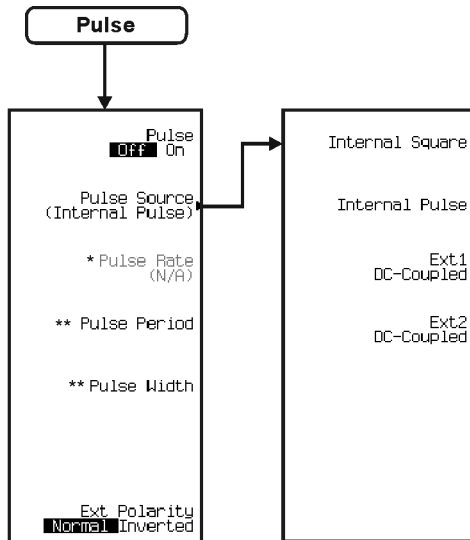 Pulse
Pulse
Off On
Pulse Source
(Internal Pulse)
* Pulse Rate
(N/A)
** Pulse Period
** Pulse Width
Ext Polarity
Normal Inverted
Internal Square
Internal Pulse
Ext1
DC-Coupled
Ext2
DC-Coupled